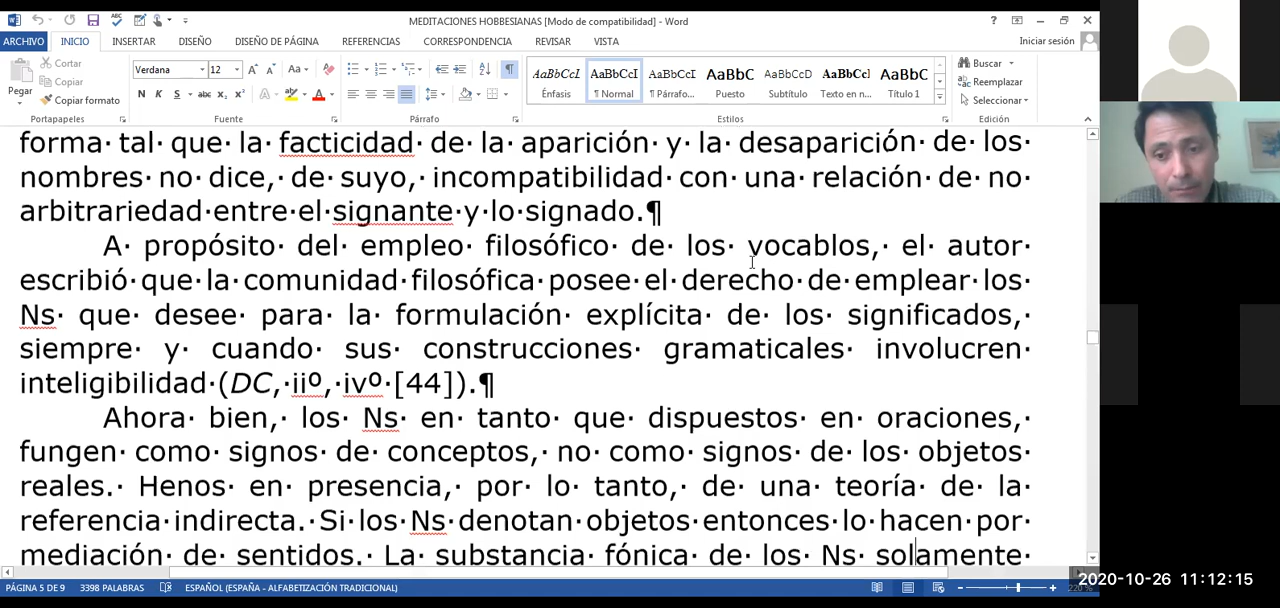 MEDITACIONES HOBBESIANAS [Modo de compatibilidad] - Word
ARCHIVO INICIO INSERTAR DISEÑO DISEÑO DE PÁGINA REFERENCIAS CORRESPONDENCIA REVISAR VISTA Iniciar sesión
Pegar
Cortar
Copiar
Copiar formato
Portapapeles
Verdana 12
Aa
N K S abc x₂ x²
Fuente
Párrafo
AaBbCcI AaBbCcI AaBbCcI AaBbC AaBbCcD AaBbCcI AaBbC
Énfasis ¶ Normal ¶ Párrafo... Puesto Subtítulo Texto en n... Título 1
Estilos
Buscar
Reemplazar
Seleccionar
Edición
forma tal que la facticidad de la aparición y la desaparición de los
nombres no dice, de suyo, incompatibilidad con una relación de no
arbitrariedad entre el signante y lo signado.¶
A propósito del empleo filosófico de los vocablos, el autor
escribió que la comunidad filosófica posee el derecho de emplear los
Ns que desee para la formulación explícita de los significados,
siempre y cuando sus construcciones gramaticales involucren
inteligibilidad (DC, iiº, ivº [44]).¶
Ahora bien, los Ns en tanto que dispuestos en oraciones,
fungen como signos de conceptos, no como signos de los objetos
reales. Henos en presencia, por lo tanto, de una teoría de la
referencia indirecta. Si los Ns denotan objetos entonces lo hacen por
mediación de sentidos. La substancia fónica de los Ns solamente
PÁGINA 5 DE 9 3398 PALABRAS ESPAÑOL (ESPAÑA - ALFABETIZACIÓN TRADICIONAL) 220 %
2020-10-26 11:12:15